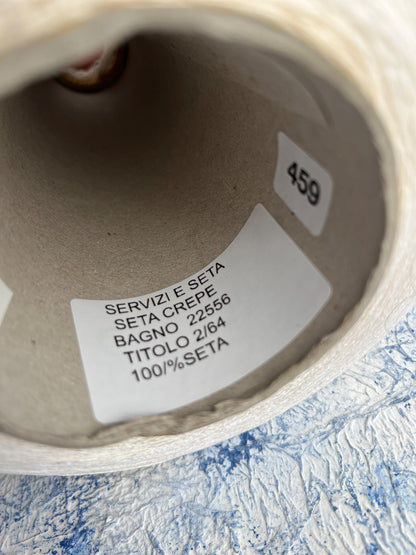 459
SERVIZI E SETA
SETA CREPE
BAGNO 22556
TITOLO 2/64
100/%SETA